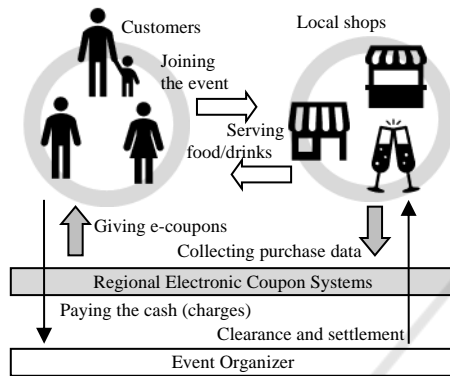 Customers
Local shops
Joining
the event
Serving
food/drinks
Giving e-coupons
Collecting purchase data
Regional Electronic Coupon Systems
Paying the cash (charges)
Clearance and settlement
Event Organizer